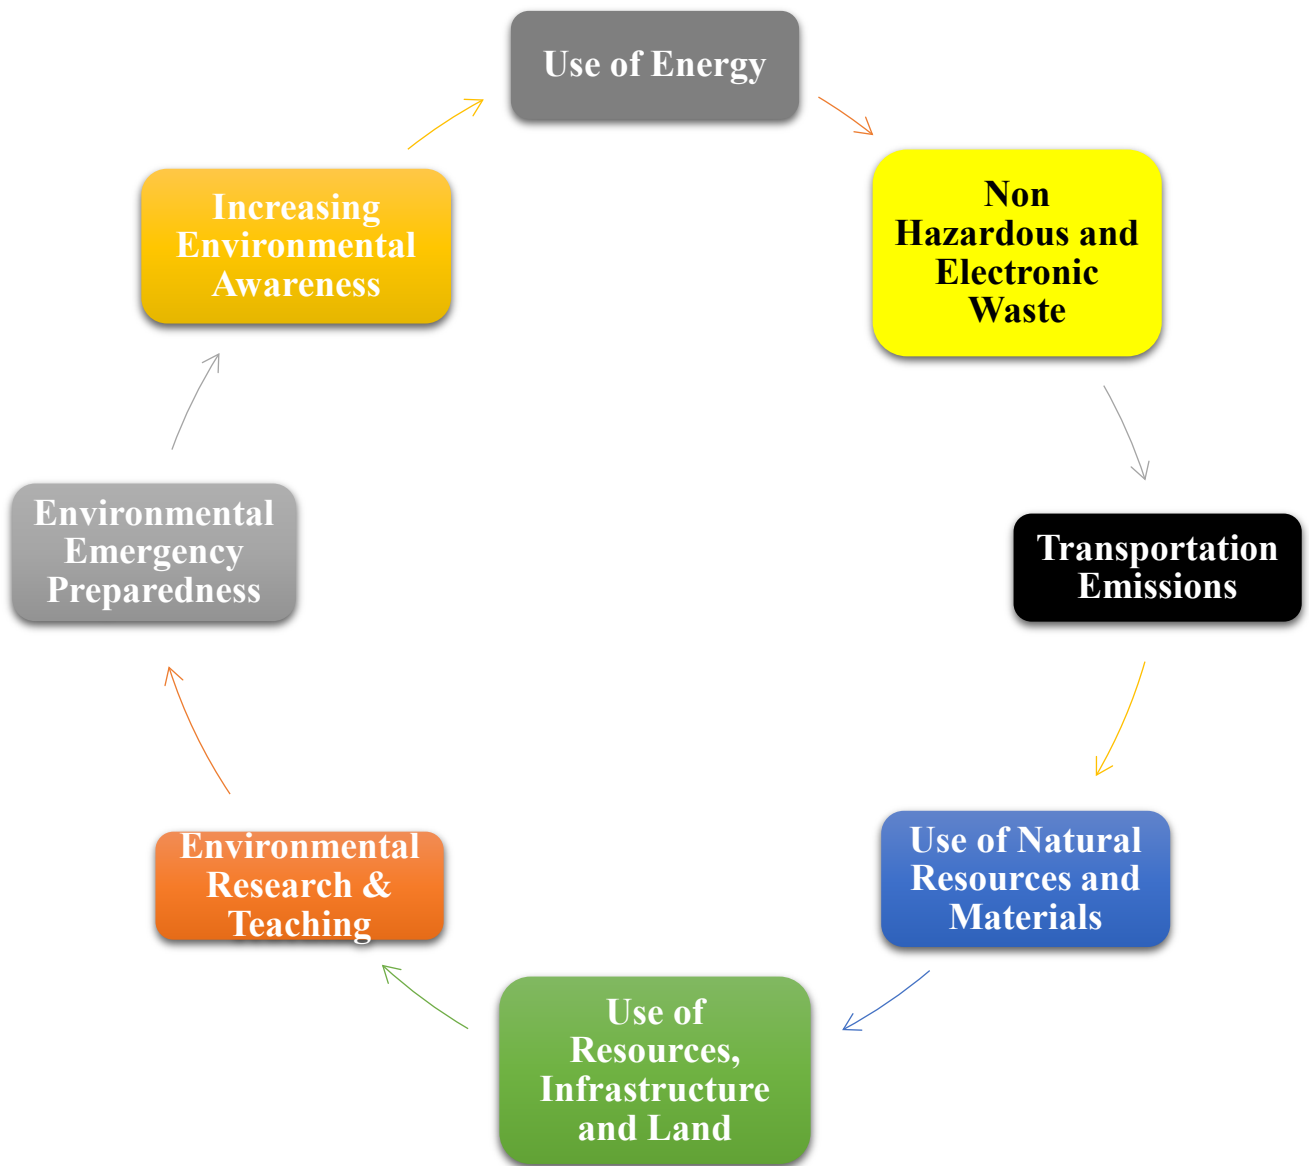 Use of Energy
Non
Hazardous and
Electronic
Waste
Transportation
Emissions
Use of Natural
Resources and
Materials
Use of
Resources,
Infrastructure
and Land
Environmental
Research &
Teaching
Environmental
Emergency
Preparedness
Increasing
Environmental
Awareness